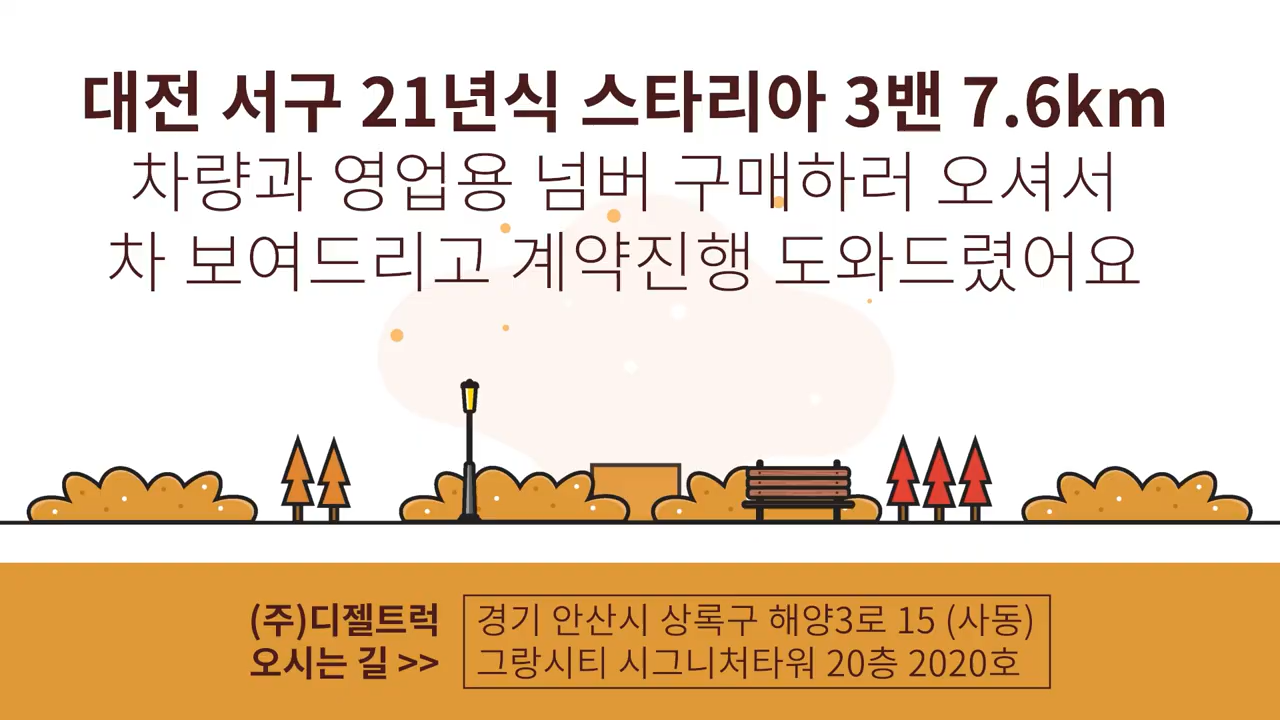 대전 서구 21년식 스타리아 3밴 7.6km
차량과 영업용 넘버 구매하러 오셔서
차 보여드리고 계약진행 도와드렸어요
(주)디젤트럭
오시는 길 >>
경기 안산시 상록구 해양3로 15 (사동)
그랑시티 시그니처타워 20층 2020호